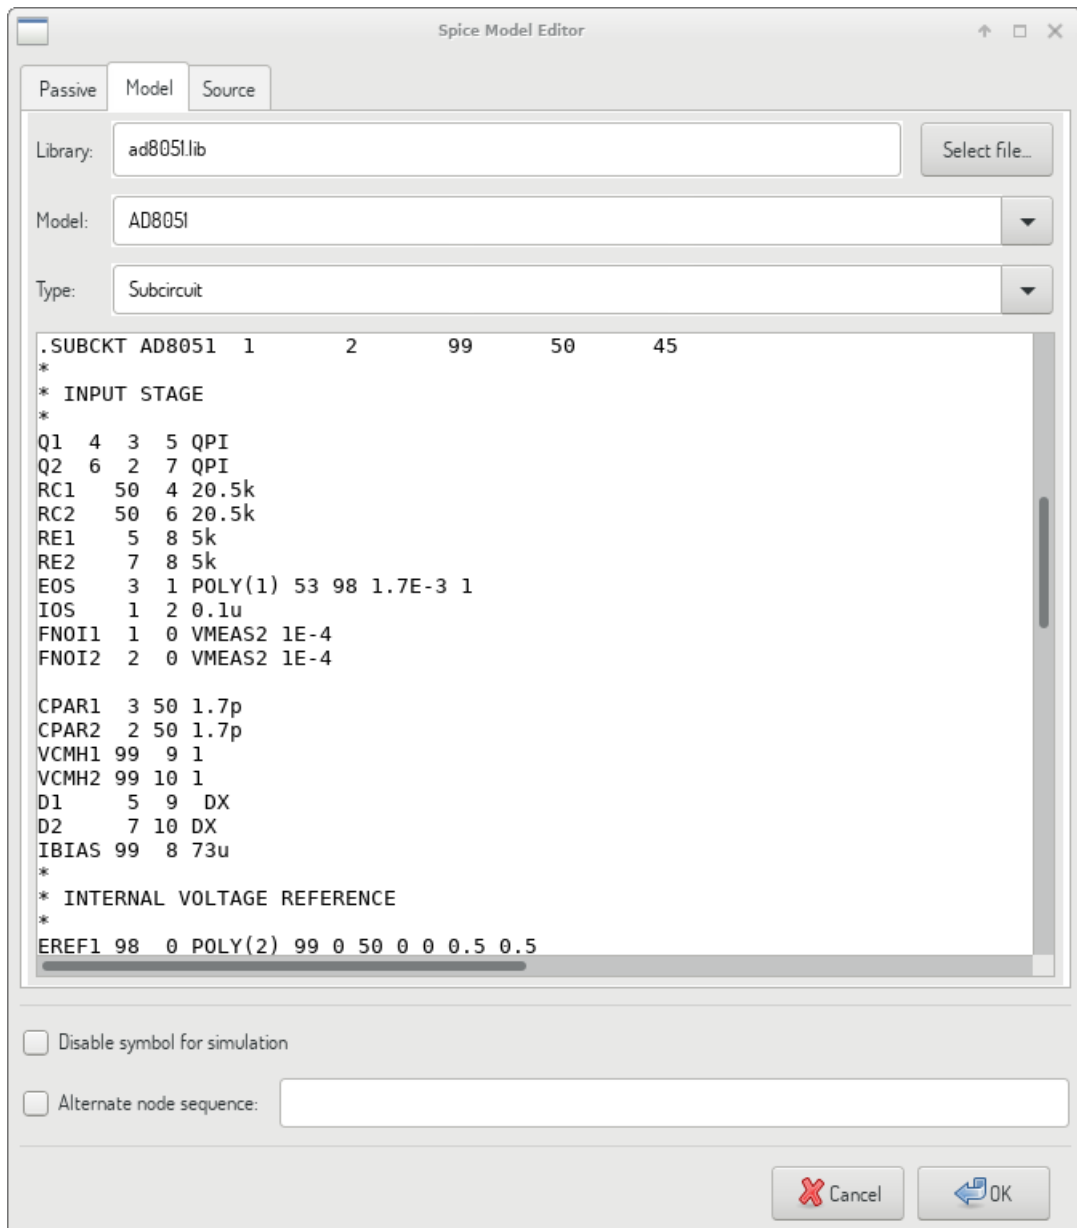 Spice Model Editor
Passive Model Source
Library: ad8051.lib Select file...
Model: AD8051
Type: Subcircuit
.SUBCKT AD8051  1       2       99      50      45
*
* INPUT STAGE
*
Q1  4  3  5 QPI
Q2  6  2  7 QPI
RC1   50  4 20.5k
RC2   50  6 20.5k
RE1    5  8 5k
RE2    7  8 5k
EOS    3  1 POLY(1) 53 98 1.7E-3 1
IOS    1  2 0.1u
FNOI1  1  0 VMEAS2 1E-4
FNOI2  2  0 VMEAS2 1E-4
CPAR1  3 50 1.7p
CPAR2  2 50 1.7p
VCMH1 99  9 1
VCMH2 99 10 1
D1     5  9  DX
D2     7 10 DX
IBIAS 99  8 73u
*
* INTERNAL VOLTAGE REFERENCE
*
EREF1 98  0 POLY(2) 99 0 50 0 0 0.5 0.5
Disable symbol for simulation
Alternate node sequence:
Cancel OK